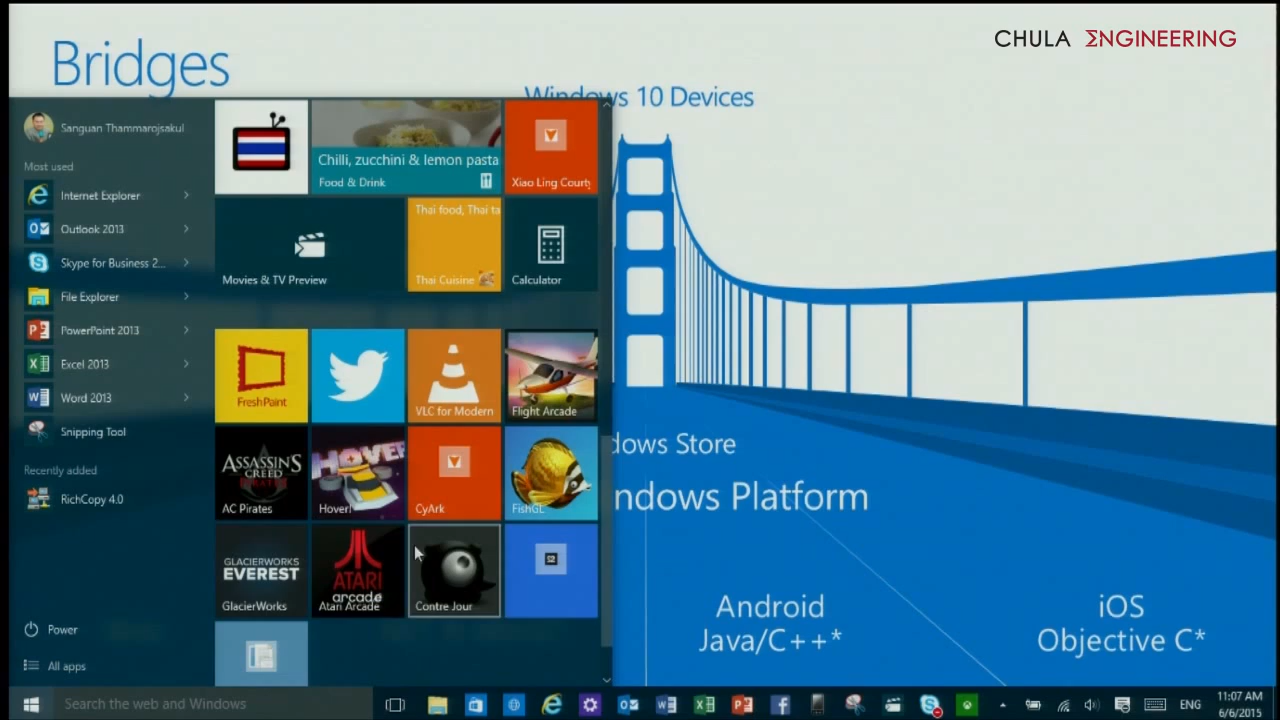 Bridges
CHULA ΣNGINEERING
Windows 10 Devices
Sanguan Thammarojsakul
Most used
Internet Explorer
Outlook 2013
Skype for Business 2...
File Explorer
PowerPoint 2013
Excel 2013
Word 2013
Snipping Tool
Recently added
RichCopy 4.0
Power
All apps
Chilli, zucchini & lemon pasta
Food & Drink
Xiao Ling Courty
Movies & TV Preview
Thai food, Thai ta
Thai Cuisine
Calculator
FreshPaint
VLC for Modern
Flight Arcade
ASSASSIN'S
CREED
PIRATES
AC Pirates
HOVER
Hover!
CyArk
FishGL
GLACIERWORKS
EVEREST
GlacierWorks
ATARI
arcade
Atari Arcade
Contre Jour
S2
dows Store
ndows Platform
Android
Java/C++*
iOS
Objective C*
Search the web and Windows
ENG
11:07 AM
6/6/2015